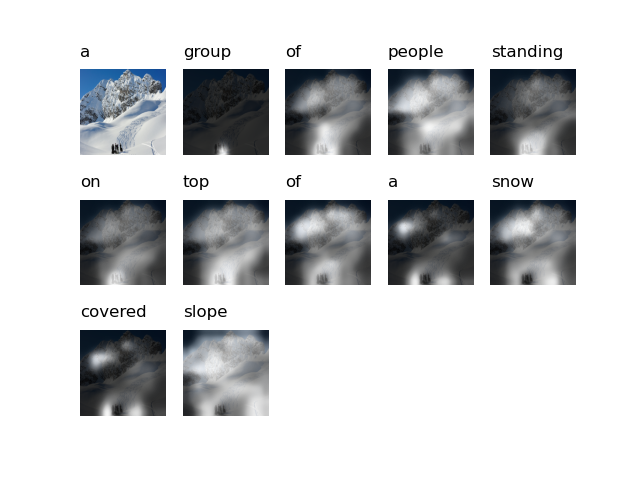 a group of people standing
on top of a snow
covered slope